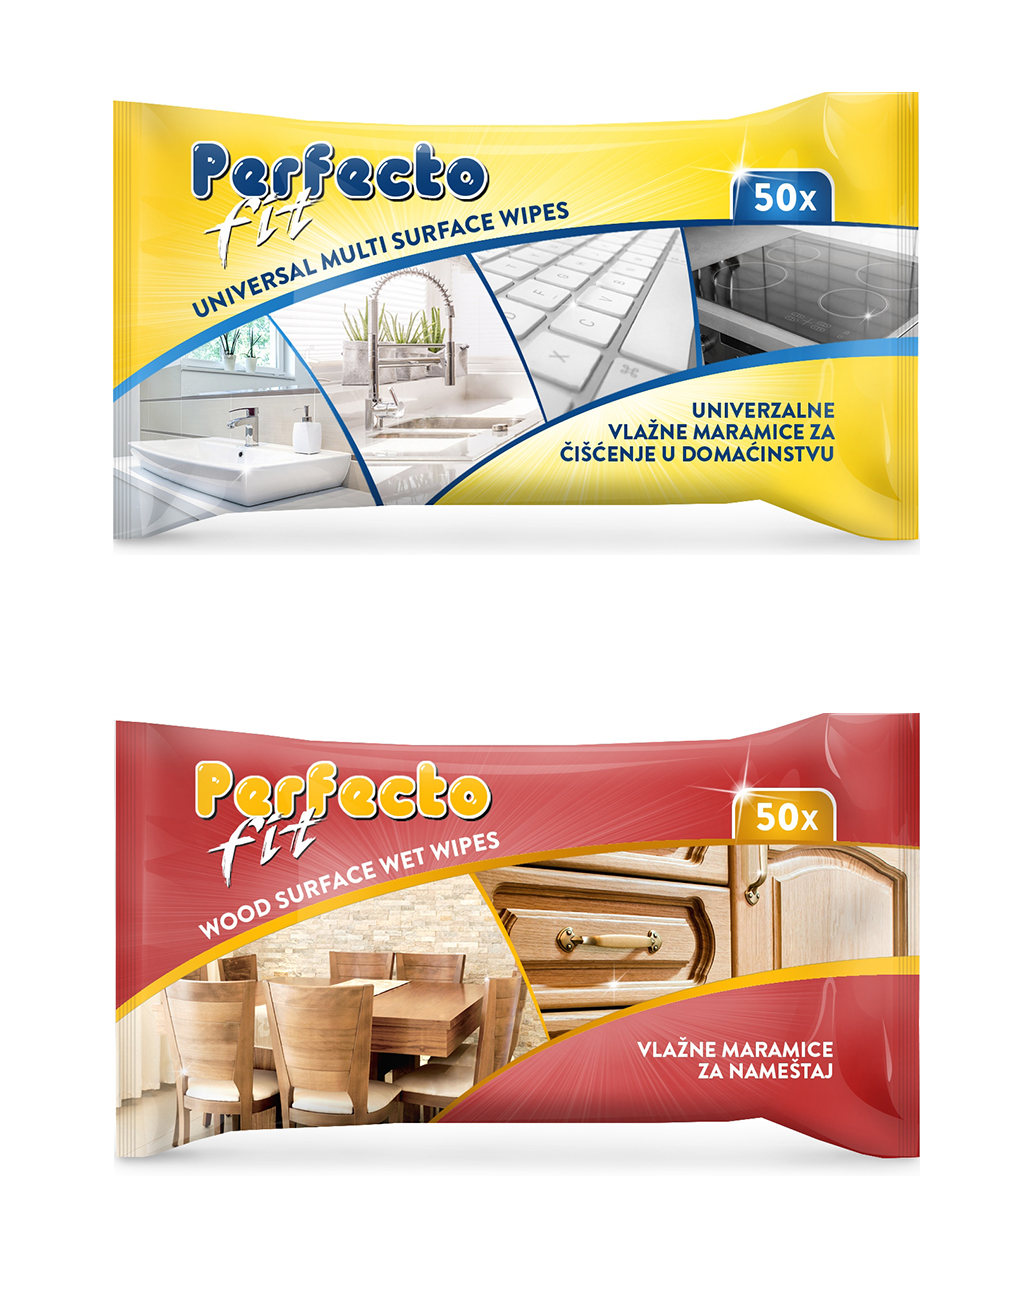 Perfecto
fit
UNIVERSAL MULTI SURFACE WIPES
50x
UNIVERZALNE
VLAŽNE MARAMICE ZA
ČIŠĆENJE U DOMAĆINSTVU
Perfecto
fit
WOOD SURFACE WET WIPES
50x
VLAŽNE MARAMICE
ZA NAMEŠTAJ